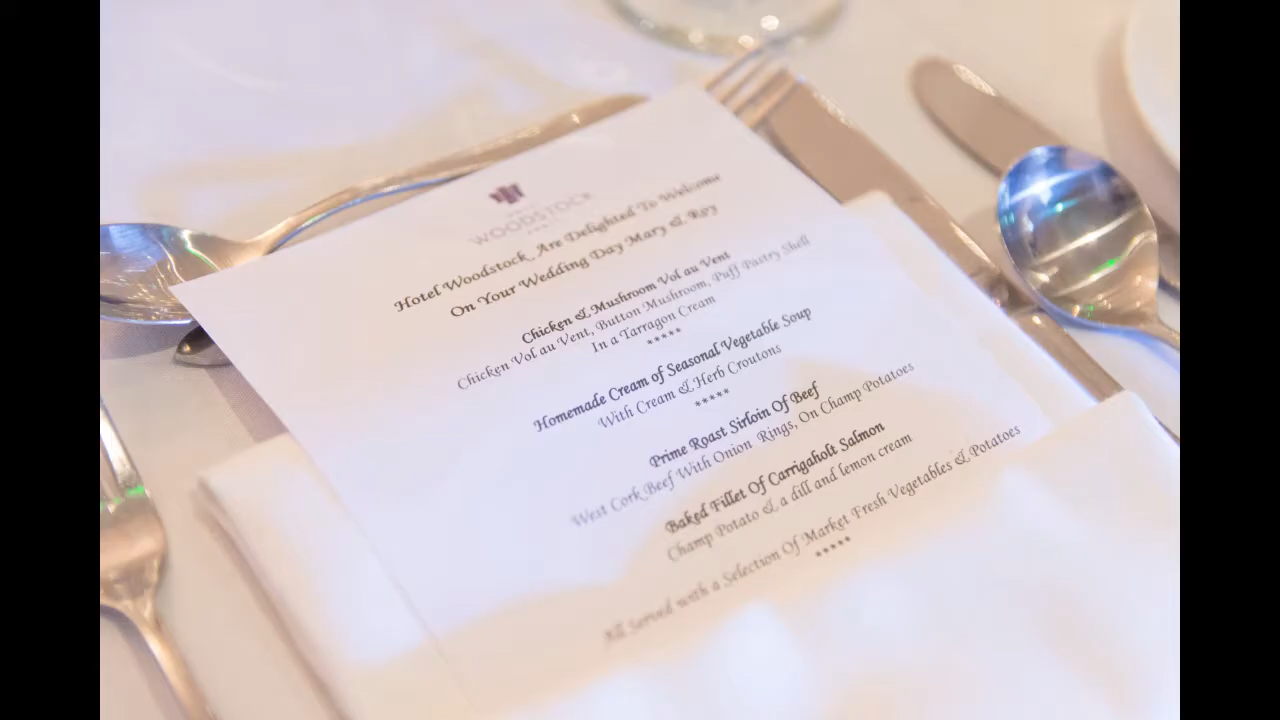 WOODSTOCK
Hotel Woodstock Are Delighted To Welcome
On Your Wedding Day Mary & Roy
Chicken & Mushroom Vol au Vent
Chicken Vol au Vent, Button Mushroom, Puff Pastry Shell
In a Tarragon Cream
*****
Homemade Cream of Seasonal Vegetable Soup
With Cream & Herb Croutons
*****
Prime Roast Sirloin Of Beef
West Cork Beef With Onion Rings, On Champ Potatoes
Baked Fillet Of Carrigaholt Salmon
Champ Potato & a dill and lemon cream
All Served with a Selection Of Market Fresh Vegetables & Potatoes
*****